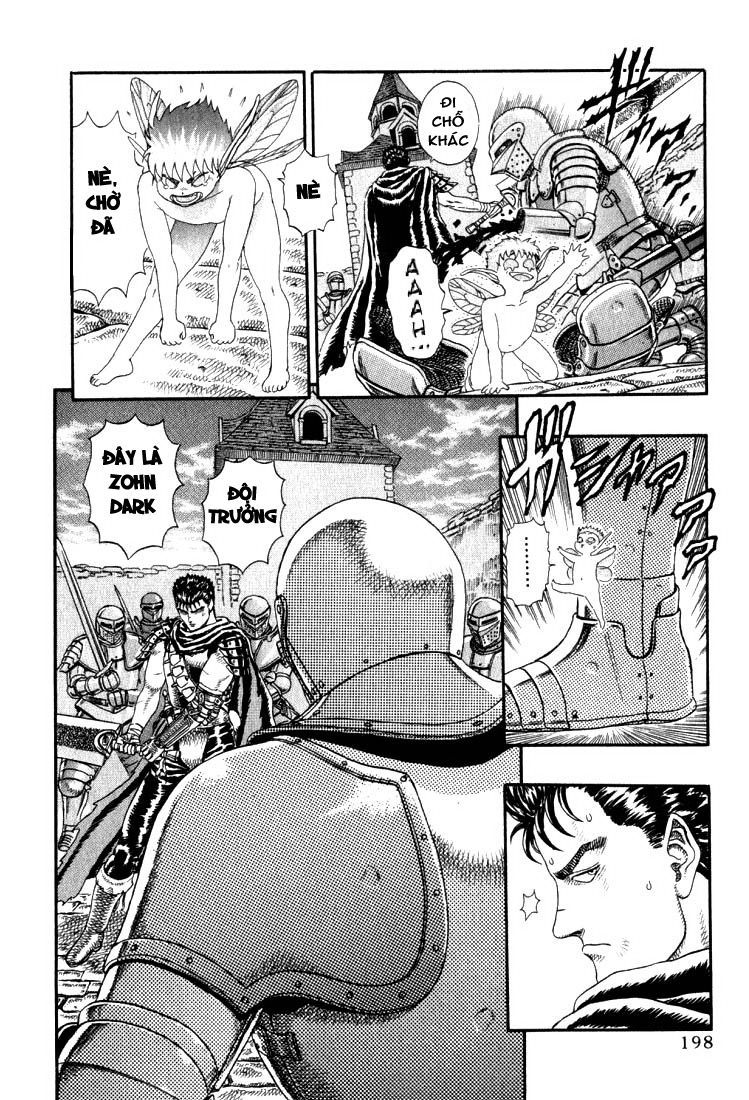 ĐI
CHỖ
KHÁC
AAAH...
NÈ
NÈ,
CHỜ
ĐÃ
.......
ĐỘI
TRƯỞNG
ĐÂY LÀ
ZOHN
DARK
198